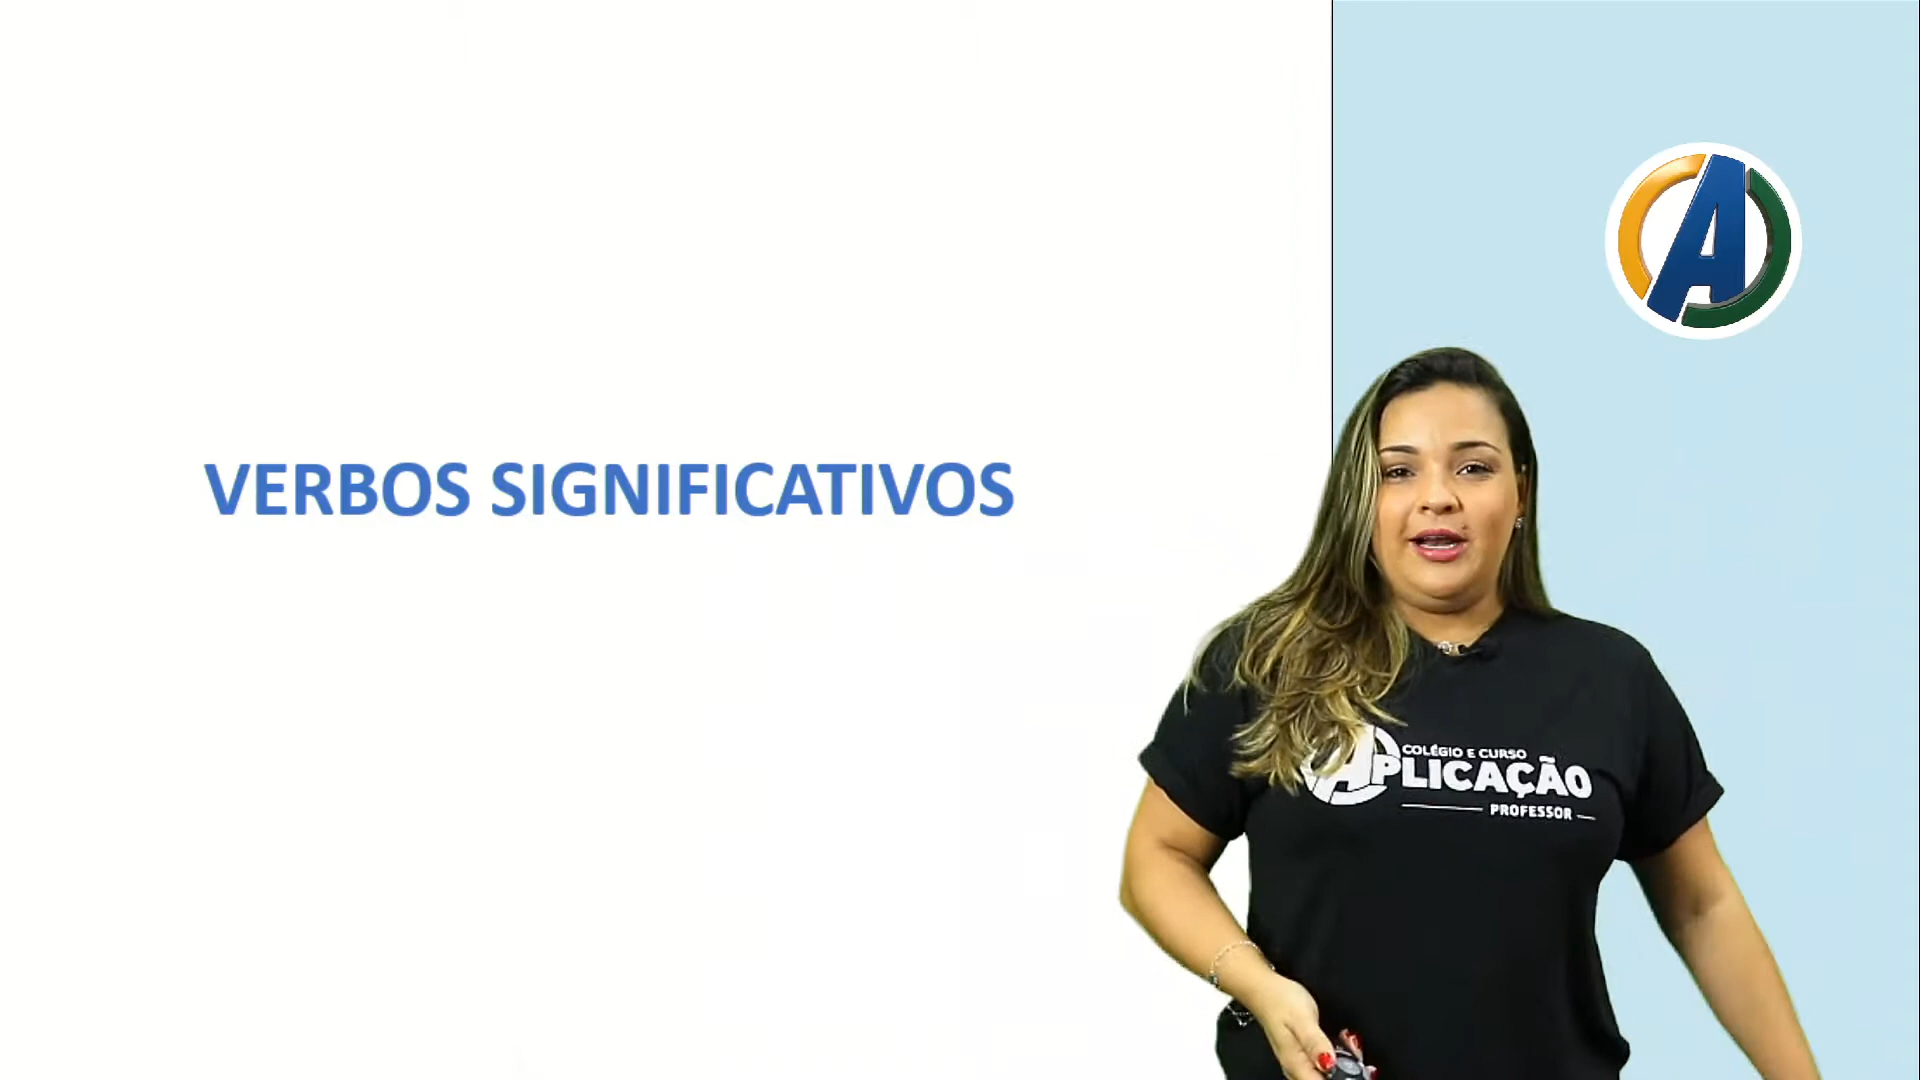 VERBOS SIGNIFICATIVOS
A
COLÉGIO E CURSO
APLICAÇÃO
PROFESSOR